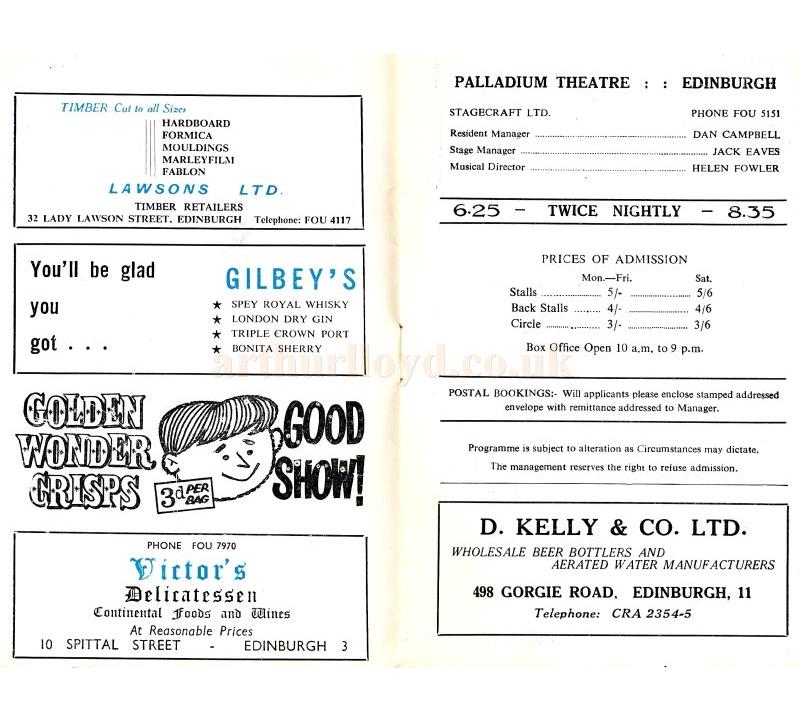 TIMBER Cut to all Sizes
HARDBOARD
FORMICA
MOULDINGS
MARLEYFILM
FABLON
LAWSONS LTD.
TIMBER RETAILERS
32 LADY LAWSON STREET, EDINBURGH Telephone: FOU 4117
You'll be glad
you
got . . .
GILBEY'S
★ SPEY ROYAL WHISKY
★ LONDON DRY GIN
★ TRIPLE CROWN PORT
★ BONITA SHERRY
GOLDEN
WONDER
CRISPS
3d PER
BAG
GOOD
SHOW!
PHONE FOU 7970
Victor's
Delicatessen
Continental Foods and Wines
At Reasonable Prices
10 SPITTAL STREET - EDINBURGH 3
PALLADIUM THEATRE : : EDINBURGH
STAGECRAFT LTD. PHONE FOU 5151
Resident Manager ........ DAN CAMPBELL
Stage Manager ........ JACK EAVES
Musical Director ........ HELEN FOWLER
6.25 - TWICE NIGHTLY - 8.35
PRICES OF ADMISSION
Mon.—Fri. Sat.
Stalls ........ 5/- ........ 5/6
Back Stalls ........ 4/- ........ 4/6
Circle ........ 3/- ........ 3/6
Box Office Open 10 a.m. to 9 p.m.
POSTAL BOOKINGS:- Will applicants please enclose stamped addressed
envelope with remittance addressed to Manager.
Programme is subject to alteration as Circumstances may dictate.
The management reserves the right to refuse admission.
D. KELLY & CO. LTD.
WHOLESALE BEER BOTTLERS AND
AERATED WATER MANUFACTURERS
498 GORGIE ROAD, EDINBURGH, 11
Telephone: CRA 2354-5
arthurlloyd.co.uk